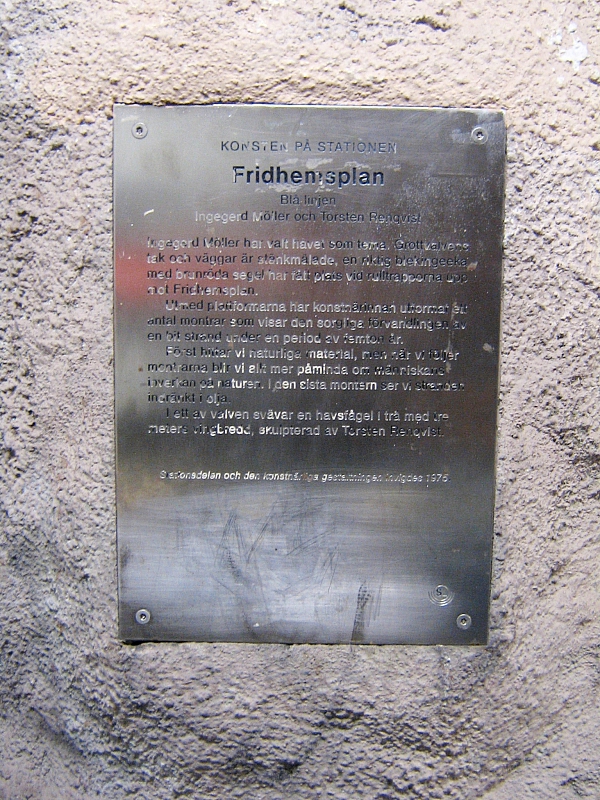 KONSTEN PÅ STATIONEN
Fridhemsplan
Blå linjen
Ingegerd Möller och Torsten Renqvist
Ingegerd Möller har valt havet som tema. Grottvalvens
tak och väggar är stänkmålade, en riktig blekingeeka
med brunröda segel har fått plats vid rulltrapporna upp
mot Fridhemsplan.
Utmed plattformarna har konstnärinnan utformat ett
antal montrar som visar den sorgliga förvandlingen av
en bit strand under en period av femton år.
Först hittar vi naturliga material, men när vi följer
montrarna blir vi allt mer påminda om människans
inverkan på naturen. I den sista montern ser vi stranden
indränkt i olja.
I ett av valven svävar en havsfågel i trä med tre
meters vingbredd, skulpterad av Torsten Renqvist.
Stationsdelen och den konstnärliga gestaltningen invigdes 1975.
S